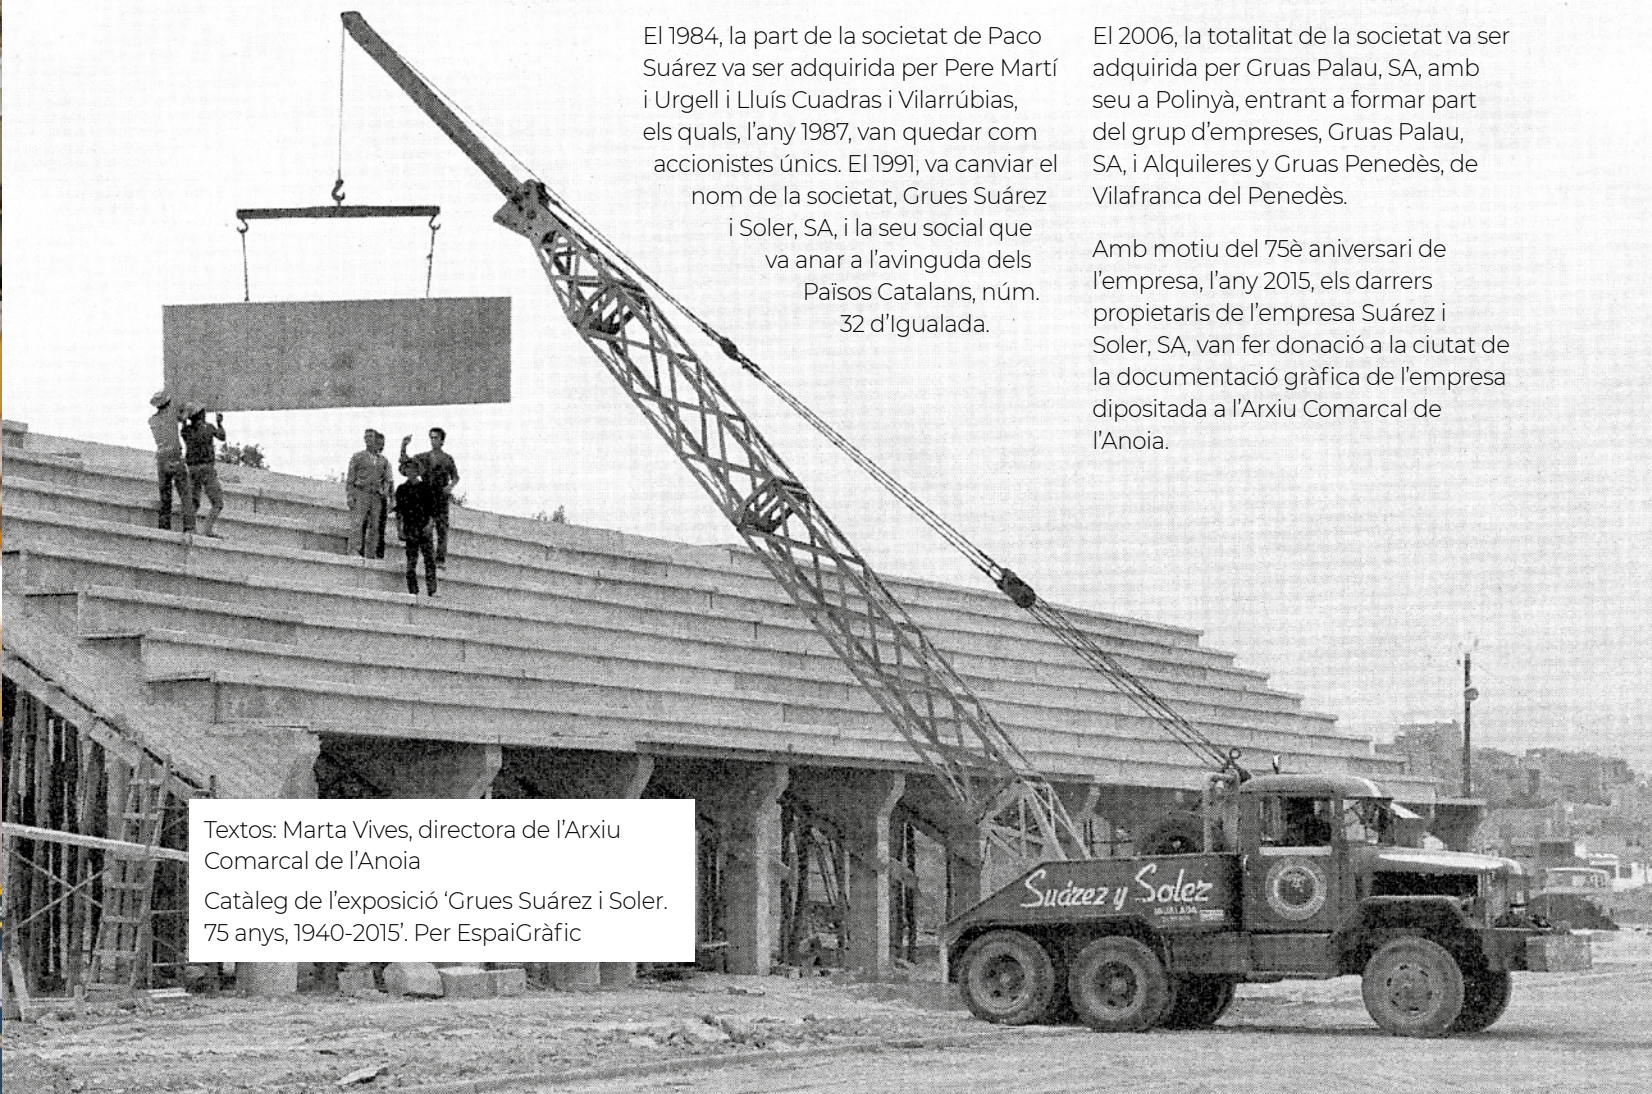 El 1984, la part de la societat de Paco
Suárez va ser adquirida per Pere Martí
i Urgell i Lluís Cuadras i Vilarrúbias,
els quals, l’any 1987, van quedar com
accionistes únics. El 1991, va canviar el
nom de la societat, Grues Suárez
i Soler, SA, i la seu social que
va anar a l’avinguda dels
Països Catalans, núm.
32 d’Igualada.
El 2006, la totalitat de la societat va ser
adquirida per Gruas Palau, SA, amb
seu a Polinyà, entrant a formar part
del grup d’empreses, Gruas Palau,
SA, i Alquileres y Gruas Penedès, de
Vilafranca del Penedès.
Amb motiu del 75è aniversari de
l’empresa, l’any 2015, els darrers
propietaris de l’empresa Suárez i
Soler, SA, van fer donació a la ciutat de
la documentació gràfica de l’empresa
dipositada a l’Arxiu Comarcal de
l’Anoia.
Textos: Marta Vives, directora de l’Arxiu
Comarcal de l’Anoia
Catàleg de l’exposició ‘Grues Suárez i Soler.
75 anys, 1940-2015’. Per EspaiGràfic
Suárez y Soler
IGUALADA